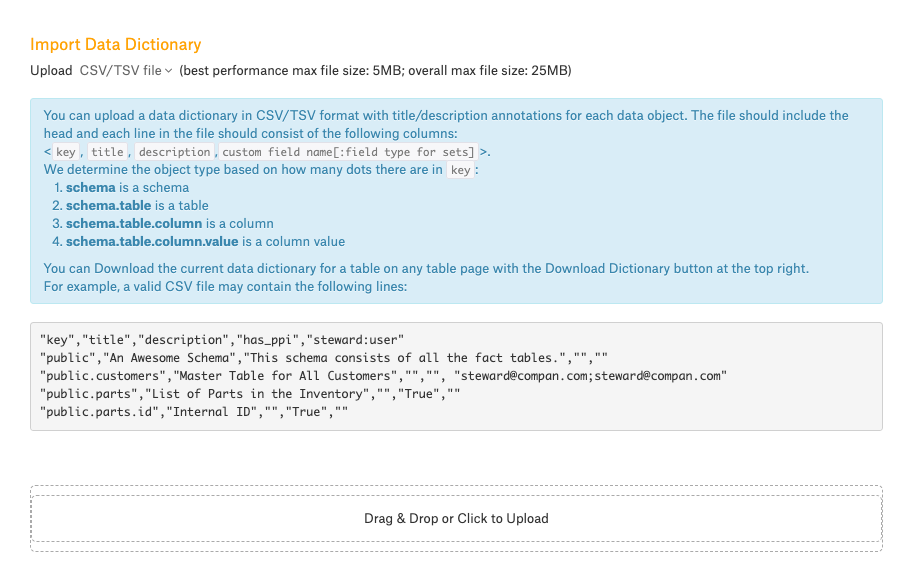 Import Data Dictionary
Upload CSV/TSV file (best performance max file size: 5MB; overall max file size: 25MB)
You can upload a data dictionary in CSV/TSV format with title/description annotations for each data object. The file should include the
head and each line in the file should consist of the following columns:
< key, title, description, custom field name[:field type for sets] >.
We determine the object type based on how many dots there are in key:
1. schema is a schema
2. schema.table is a table
3. schema.table.column is a column
4. schema.table.column.value is a column value
You can Download the current data dictionary for a table on any table page with the Download Dictionary button at the top right.
For example, a valid CSV file may contain the following lines:
"key","title","description","has_ppi","steward:user"
"public","An Awesome Schema","This schema consists of all the fact tables.","",""
"public.customers","Master Table for All Customers","","", "steward@compan.com;steward@compan.com"
"public.parts","List of Parts in the Inventory","","True",""
"public.parts.id","Internal ID","","True",""
Drag & Drop or Click to Upload